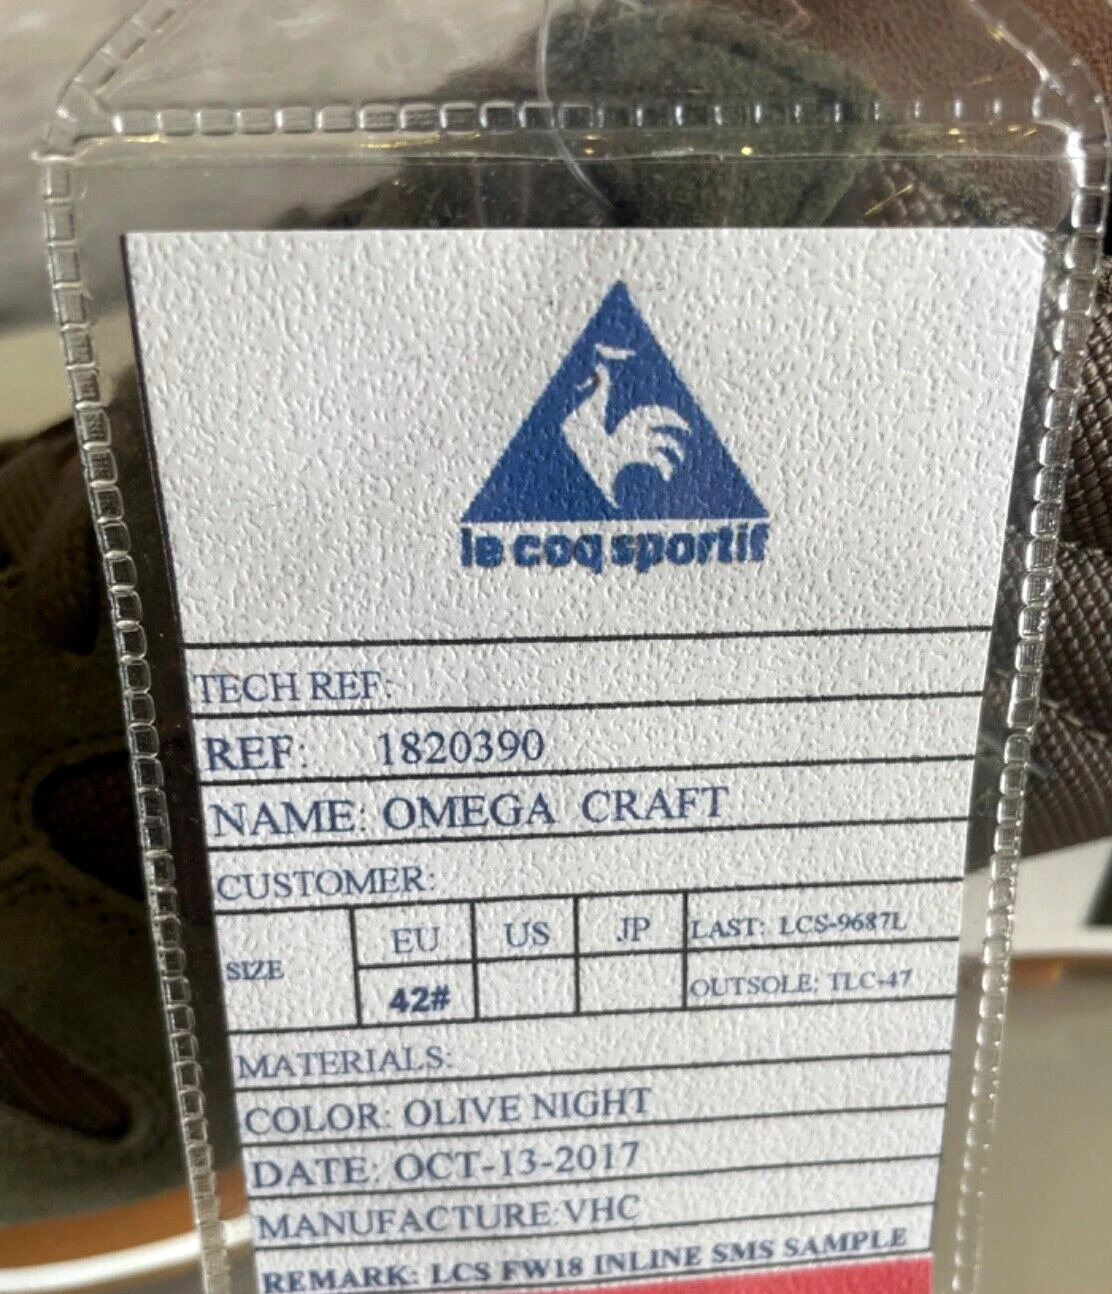 le coq sportif
TECH REF:
REF: 1820390
NAME: OMEGA CRAFT
CUSTOMER:
SIZE EU US JP LAST: LCS-9687L
42# OUTSOLE: TLC-47
MATERIALS:
COLOR: OLIVE NIGHT
DATE: OCT-13-2017
MANUFACTURE: VHC
REMARK: LCS FW18 INLINE SMS SAMPLE